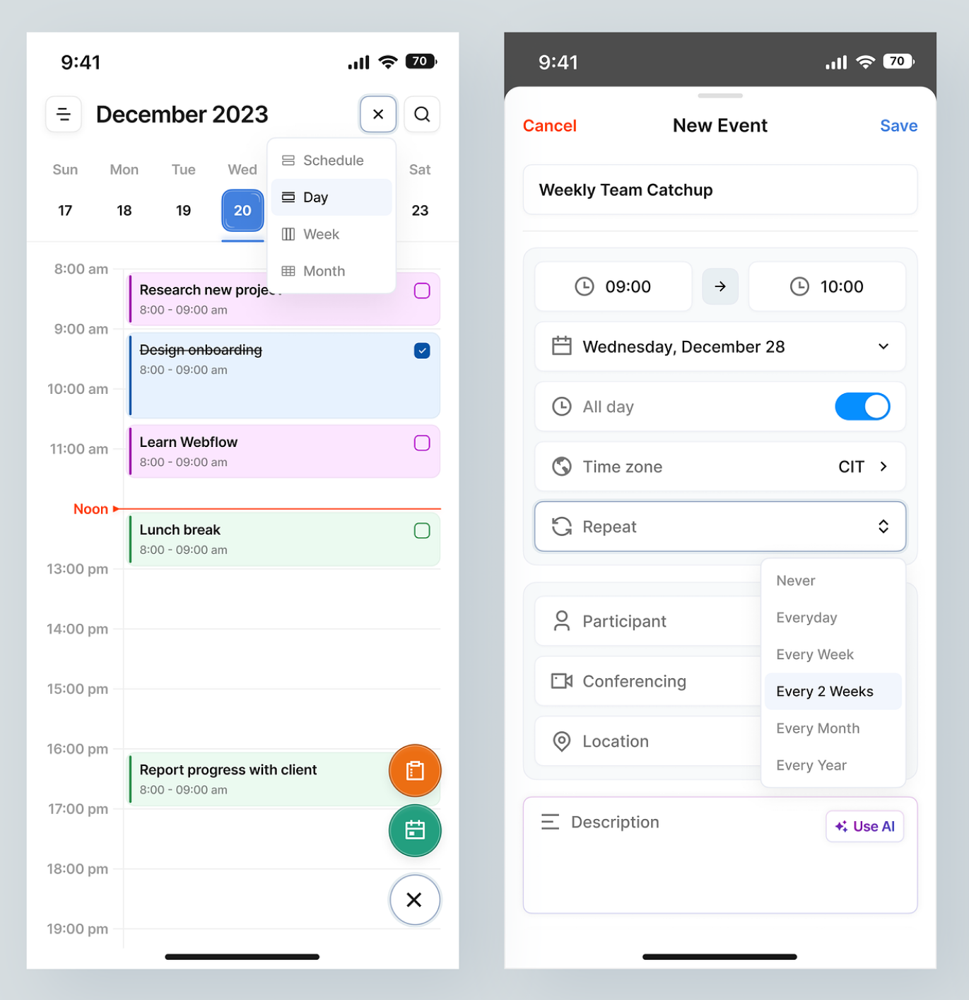 9:41
70
December 2023
Sun Mon Tue Wed Sat
17 18 19 20 23
Schedule
Day
Week
Month
8:00 am
Research new projec
8:00 - 09:00 am
9:00 am
Design onboarding
8:00 - 09:00 am
10:00 am
Learn Webflow
11:00 am
8:00 - 09:00 am
Noon
Lunch break
8:00 - 09:00 am
13:00 pm
14:00 pm
15:00 pm
16:00 pm
Report progress with client
8:00 - 09:00 am
17:00 pm
18:00 pm
19:00 pm
9:41
70
Cancel New Event Save
Weekly Team Catchup
09:00 → 10:00
Wednesday, December 28
All day
Time zone CIT
Repeat
Never
Everyday
Every Week
Every 2 Weeks
Every Month
Every Year
Participant
Conferencing
Location
Description
Use AI